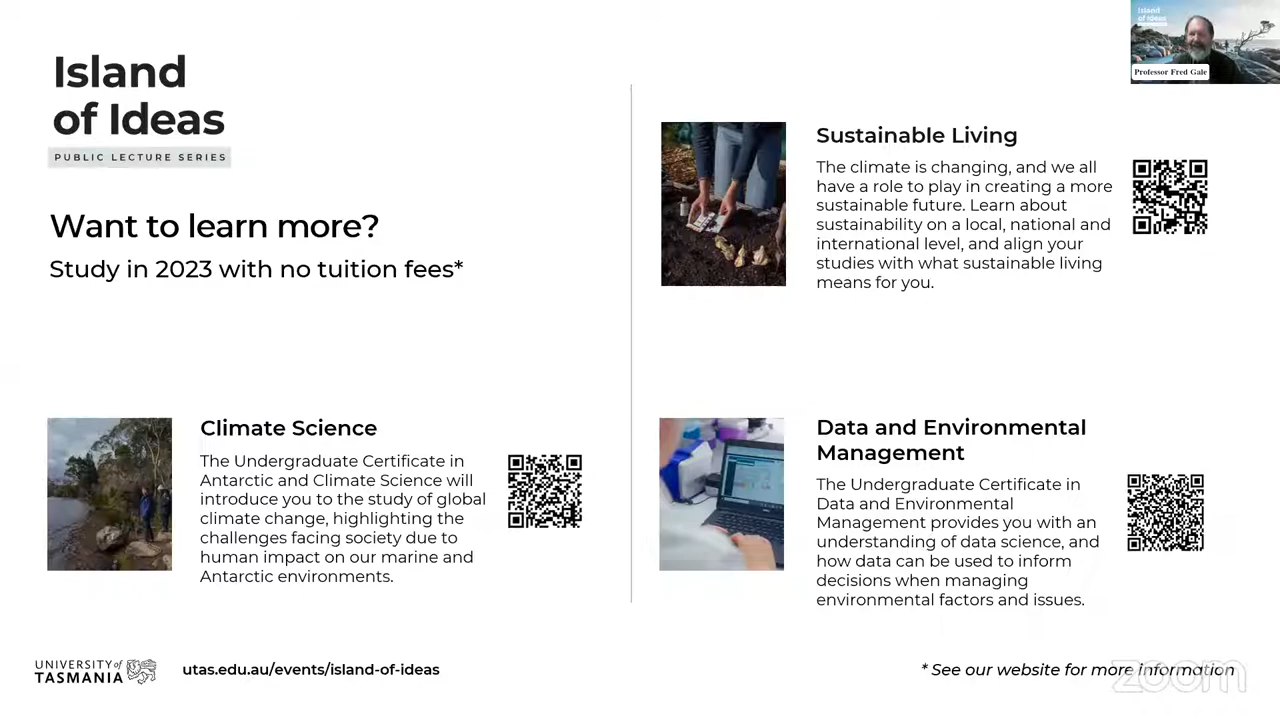 Island
of Ideas
PUBLIC LECTURE SERIES
Want to learn more?
Study in 2023 with no tuition fees*
Climate Science
The Undergraduate Certificate in
Antarctic and Climate Science will
introduce you to the study of global
climate change, highlighting the
challenges facing society due to
human impact on our marine and
Antarctic environments.
Island
of Ideas
Professor Fred Gale
Sustainable Living
The climate is changing, and we all
have a role to play in creating a more
sustainable future. Learn about
sustainability on a local, national and
international level, and align your
studies with what sustainable living
means for you.
Data and Environmental
Management
The Undergraduate Certificate in
Data and Environmental
Management provides you with an
understanding of data science, and
how data can be used to inform
decisions when managing
environmental factors and issues.
UNIVERSITY of
TASMANIA
utas.edu.au/events/island-of-ideas
* See our website for more information
zoom